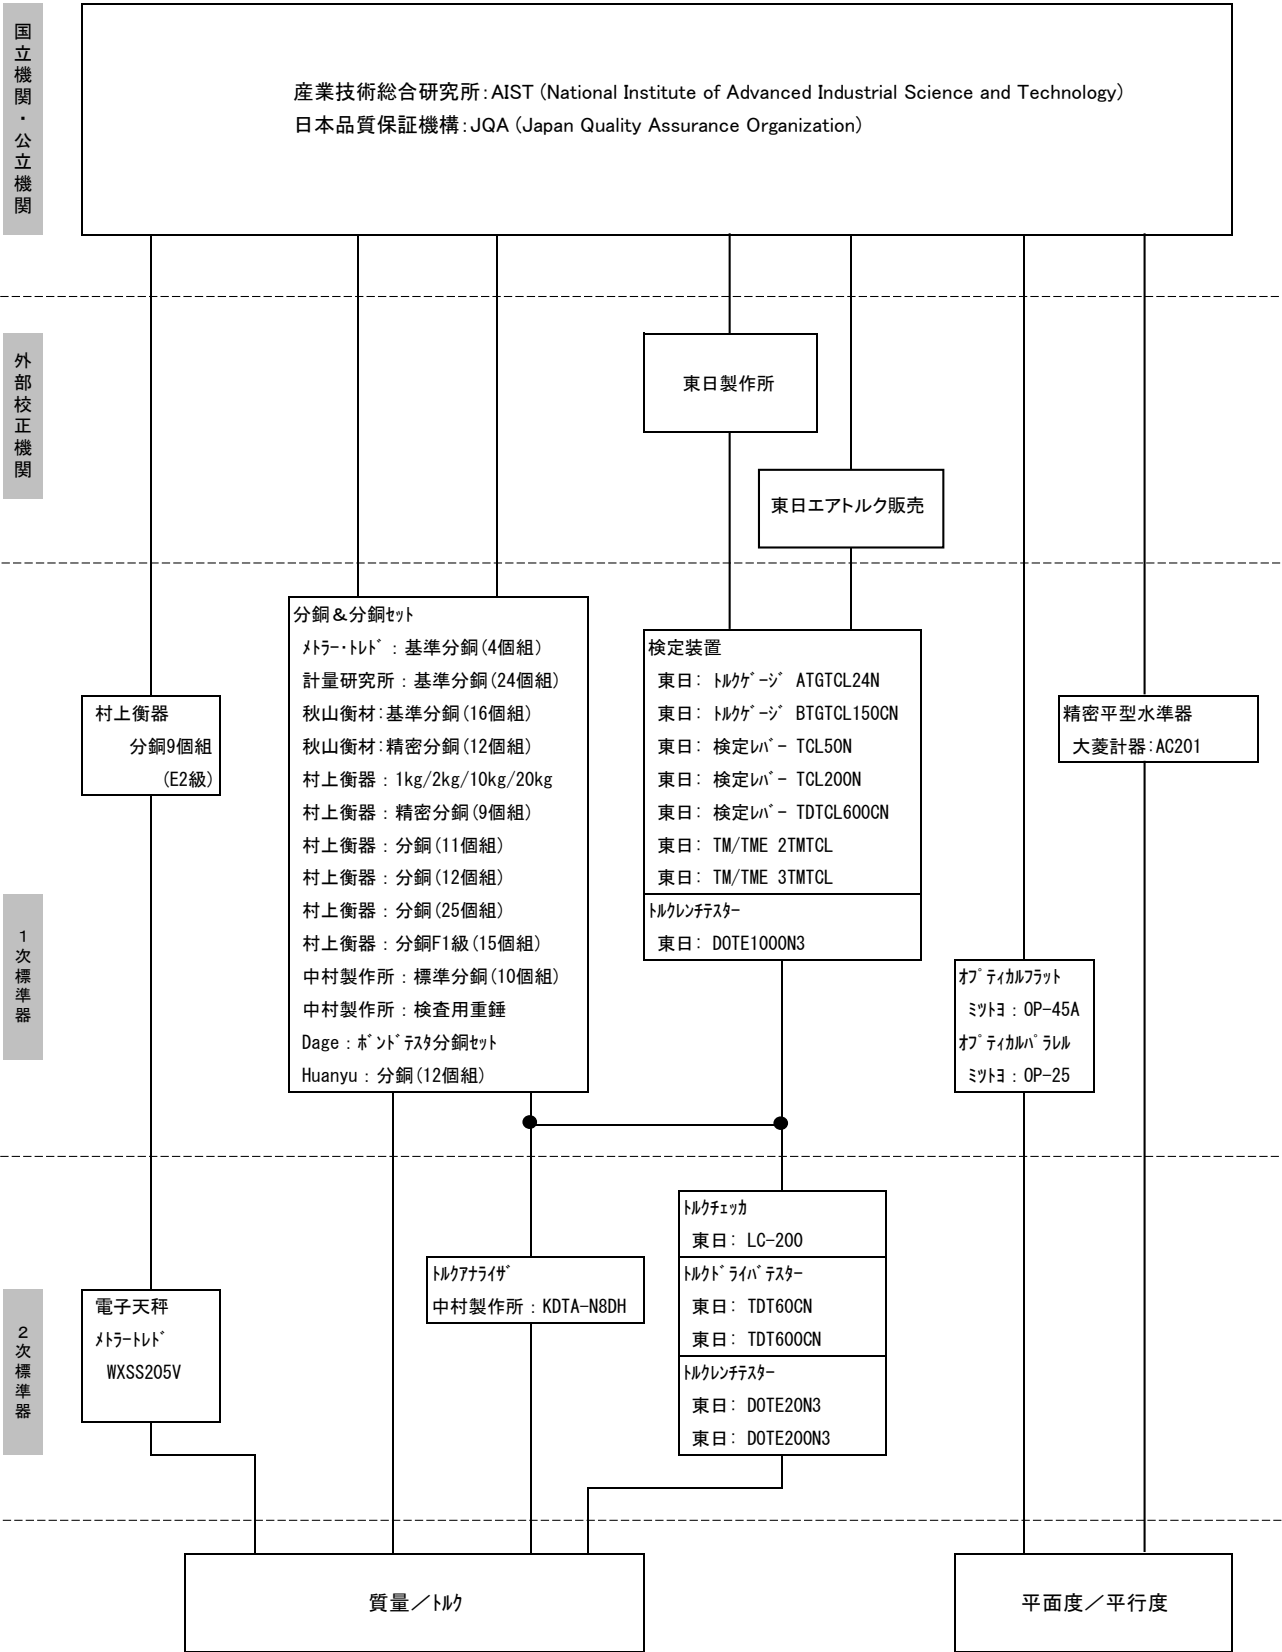 国立機関・公立機関
産業技術総合研究所：AIST (National Institute of Advanced Industrial Science and Technology)
日本品質保証機構：JQA (Japan Quality Assurance Organization)
外部校正機関
東日製作所
東日エアトルク販売
1次標準器
村上衡器
分銅9個組
(E2級)
分銅＆分銅ｾｯﾄ
ﾒﾄﾗｰ・ﾄﾚﾄﾞ：基準分銅(4個組)
計量研究所：基準分銅(24個組)
秋山衡材：基準分銅(16個組)
秋山衡材：精密分銅(12個組)
村上衡器：1kg/2kg/10kg/20kg
村上衡器：精密分銅(9個組)
村上衡器：分銅(11個組)
村上衡器：分銅(12個組)
村上衡器：分銅(25個組)
村上衡器：分銅F1級(15個組)
中村製作所：標準分銅(10個組)
中村製作所：検査用重錘
Dage：ﾎﾞﾝﾄﾞﾃｽﾀ分銅ｾｯﾄ
Huanyu：分銅(12個組)
検定装置
東日： ﾄﾙｸｹﾞｰｼﾞ ATGTCL24N
東日： ﾄﾙｸｹﾞｰｼﾞ BTGTCL150CN
東日： 検定ﾚﾊﾞｰ TCL50N
東日： 検定ﾚﾊﾞｰ TCL200N
東日： 検定ﾚﾊﾞｰ TDTCL600CN
東日： TM/TME 2TMTCL
東日： TM/TME 3TMTCL
ﾄﾙｸﾚﾝﾁﾃｽﾀｰ
東日： DOTE1000N3
精密平型水準器
大菱計器：AC201
ｵﾌﾟﾃｨｶﾙﾌﾗｯﾄ
ﾐﾂﾄﾖ：OP-45A
ｵﾌﾟﾃｨｶﾙﾊﾟﾗﾚﾙ
ﾐﾂﾄﾖ：OP-25
2次標準器
電子天秤
ﾒﾄﾗｰﾄﾚﾄﾞ
WXSS205V
ﾄﾙｸｱﾅﾗｲｻﾞ
中村製作所：KDTA-N8DH
ﾄﾙｸﾁｪｯｶ
東日： LC-200
ﾄﾙｸﾄﾞﾗｲﾊﾞﾃｽﾀｰ
東日： TDT60CN
東日： TDT600CN
ﾄﾙｸﾚﾝﾁﾃｽﾀｰ
東日： DOTE20N3
東日： DOTE200N3
質量／ﾄﾙｸ
平面度／平行度